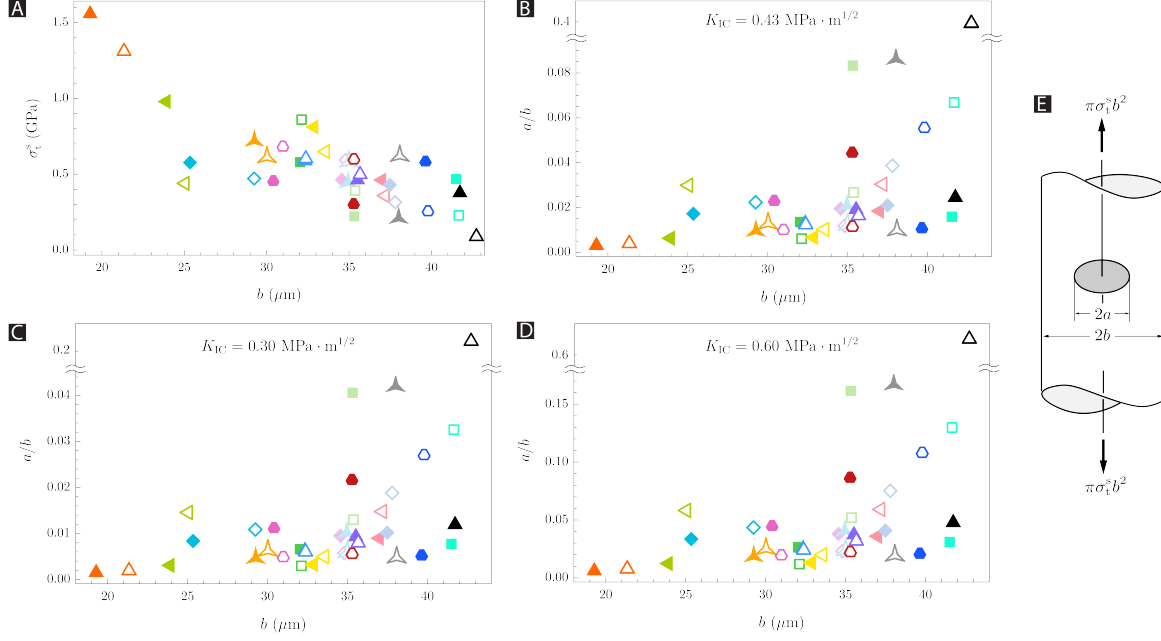 A
1.5
1.0
0.5
0.0
σ_t^s (GPa)
20 25 30 35 40
b (μm)
B
K_IC = 0.43 MPa · m^1/2
0.4
0.08
0.06
0.04
0.02
0.00
a/b
20 25 30 35 40
b (μm)
C
K_IC = 0.30 MPa · m^1/2
0.2
0.04
0.03
0.02
0.01
0.00
a/b
20 25 30 35 40
b (μm)
D
K_IC = 0.60 MPa · m^1/2
0.6
0.15
0.10
0.05
0.00
a/b
20 25 30 35 40
b (μm)
E
πσ_t^s b^2
2a
2b
πσ_t^s b^2